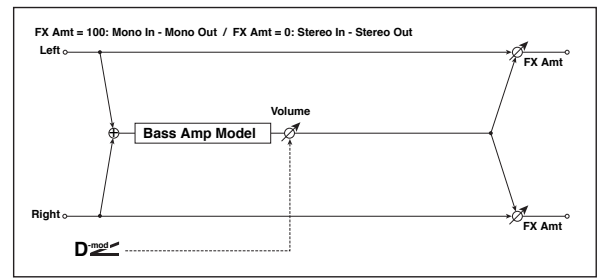 FX Amt = 100: Mono In - Mono Out / FX Amt = 0: Stereo In - Stereo Out
Left
FX Amt
Volume
Bass Amp Model
Right
FX Amt
D-mod